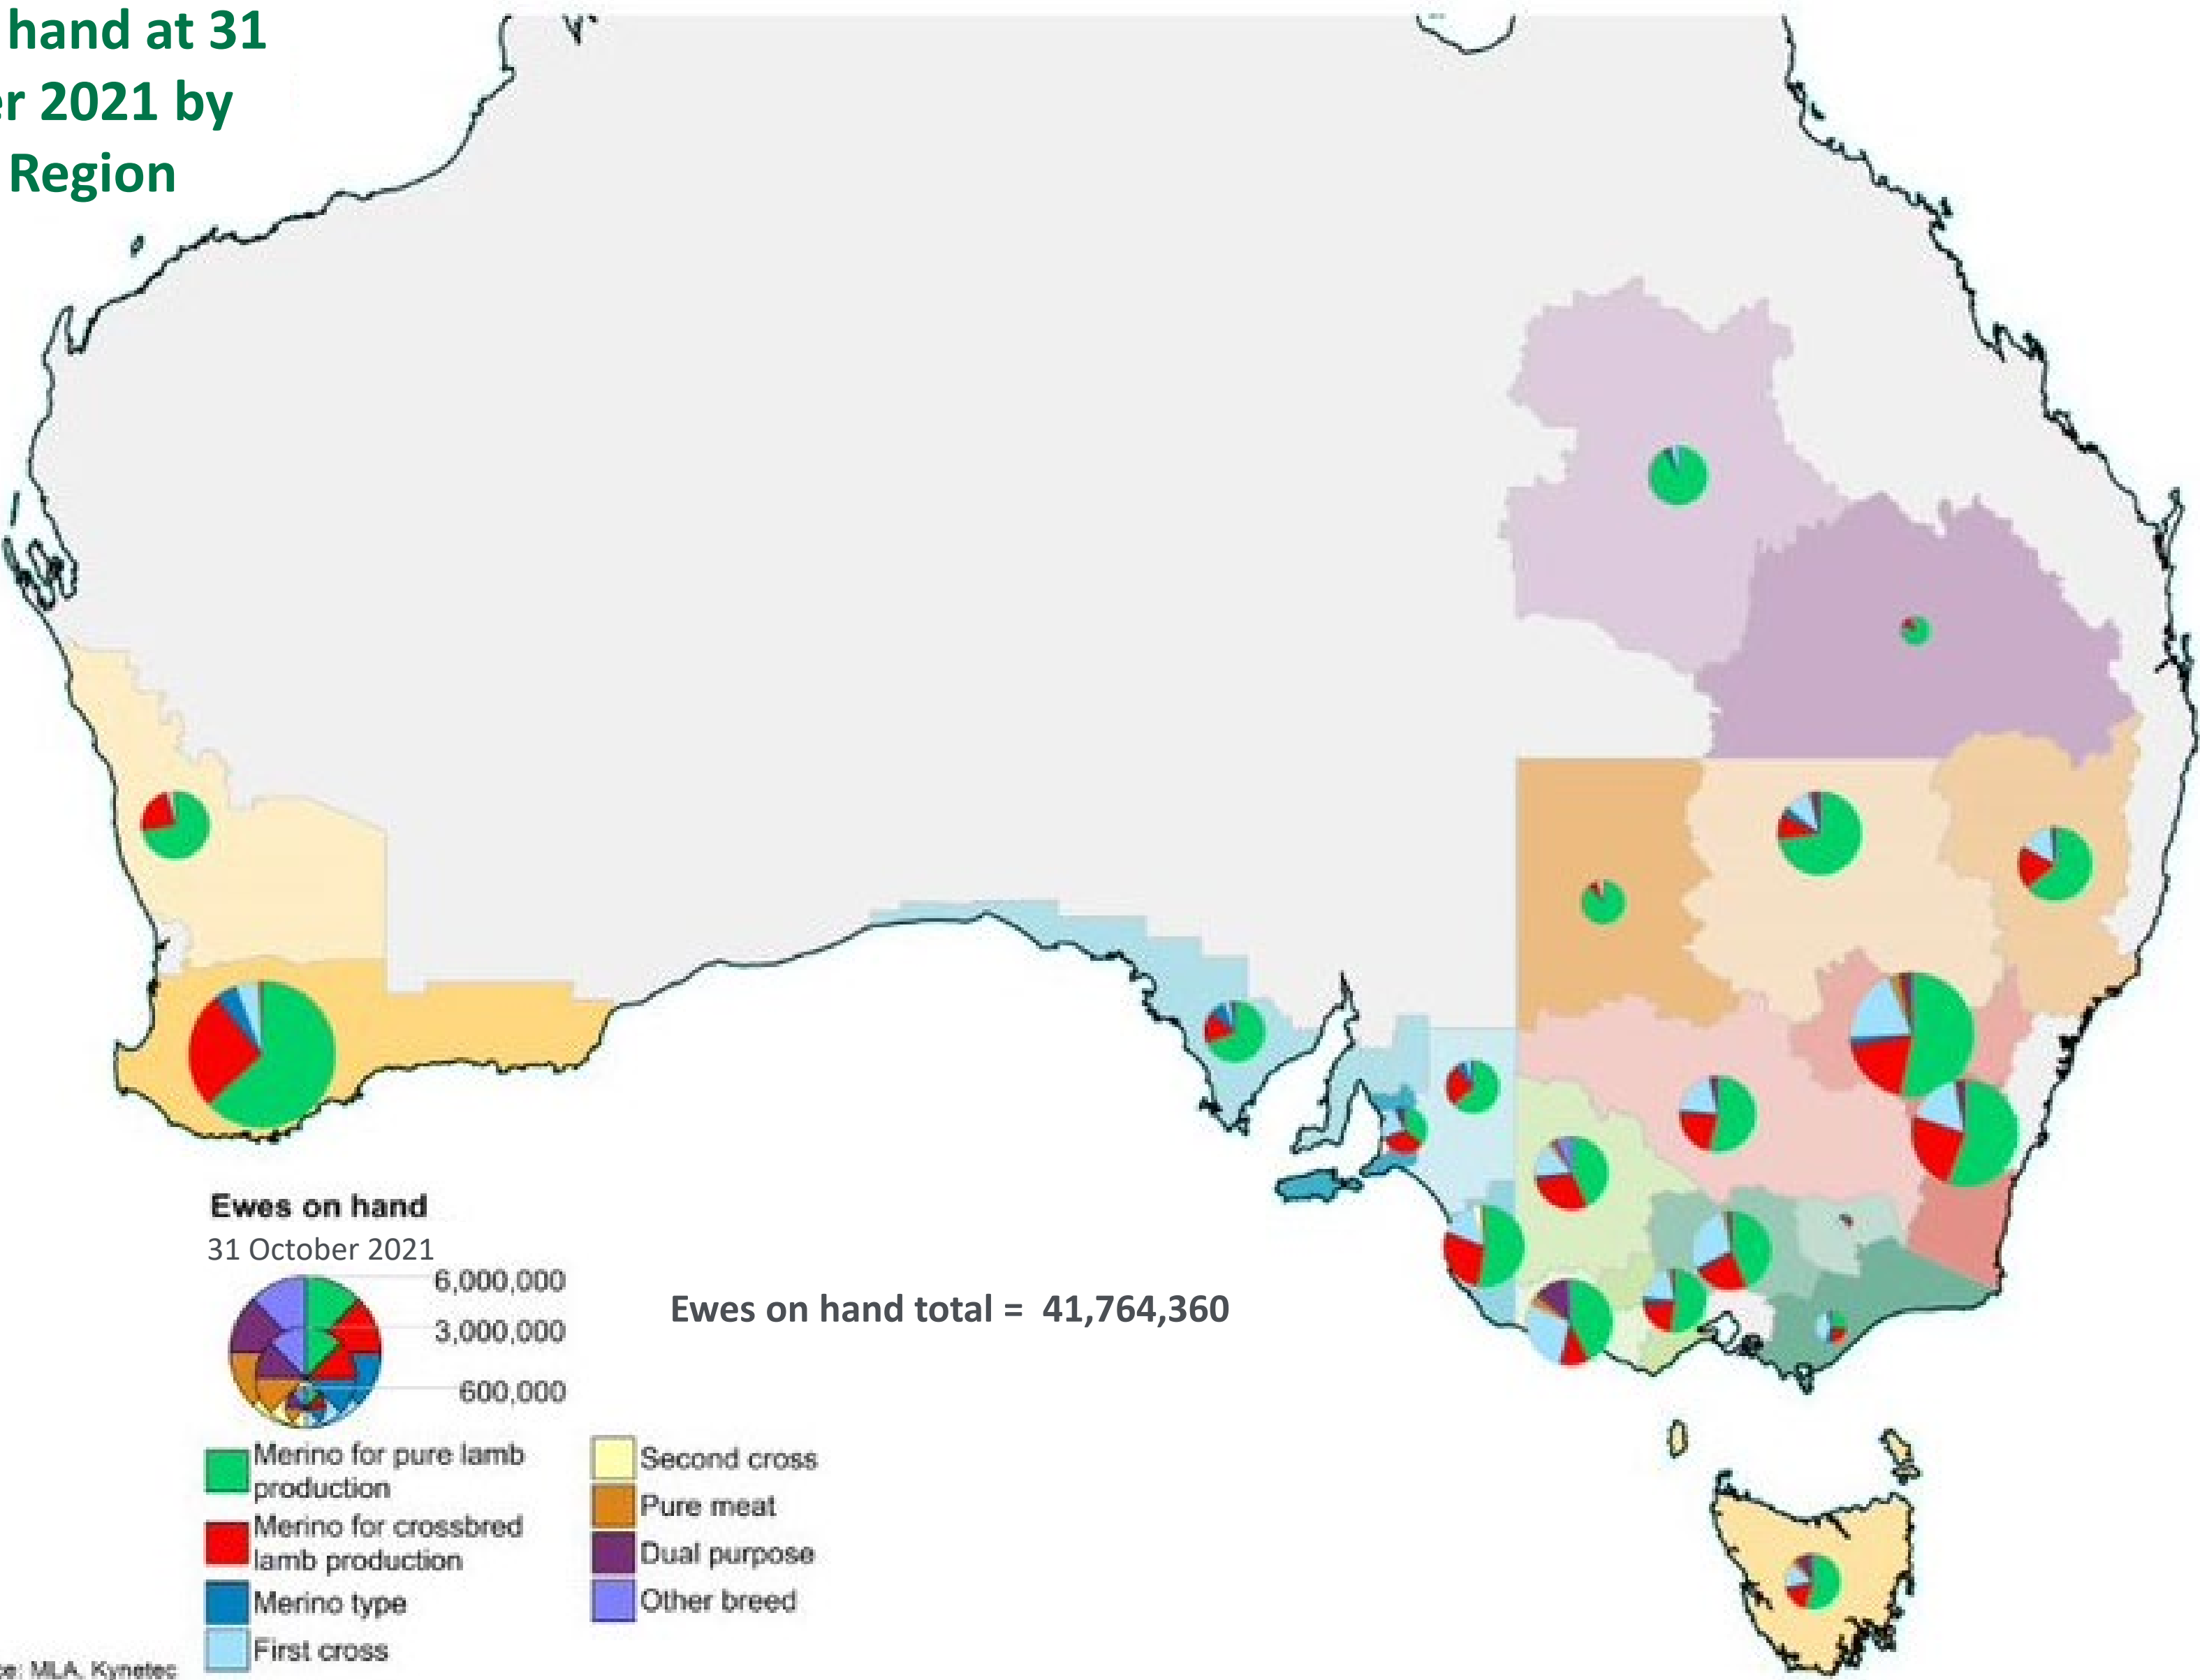 hand at 31
er 2021 by
Region
Ewes on hand
31 October 2021
6,000,000
3,000,000
600,000
Ewes on hand total = 41,764,360
Merino for pure lamb
production
Merino for crossbred
lamb production
Merino type
First cross
Second cross
Pure meat
Dual purpose
Other breed
ce: MLA, Kynetec